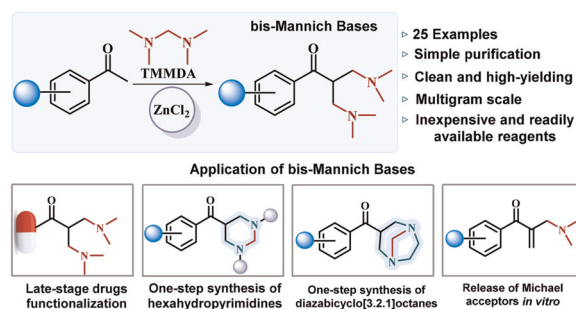 bis-Mannich Bases
TMMDA
ZnCl2
O
N
N
O
N
N
▷ 25 Examples
▷ Simple purification
▷ Clean and high-yielding
▷ Multigram scale
▷ Inexpensive and readily
available reagents
Application of bis-Mannich Bases
O
N
N
Late-stage drugs
functionalization
O
N
N
One-step synthesis of
hexahydropyrimidines
O
N
N
One-step synthesis of
diazabicyclo[3.2.1]octanes
O
N
Release of Michael
acceptors in vitro